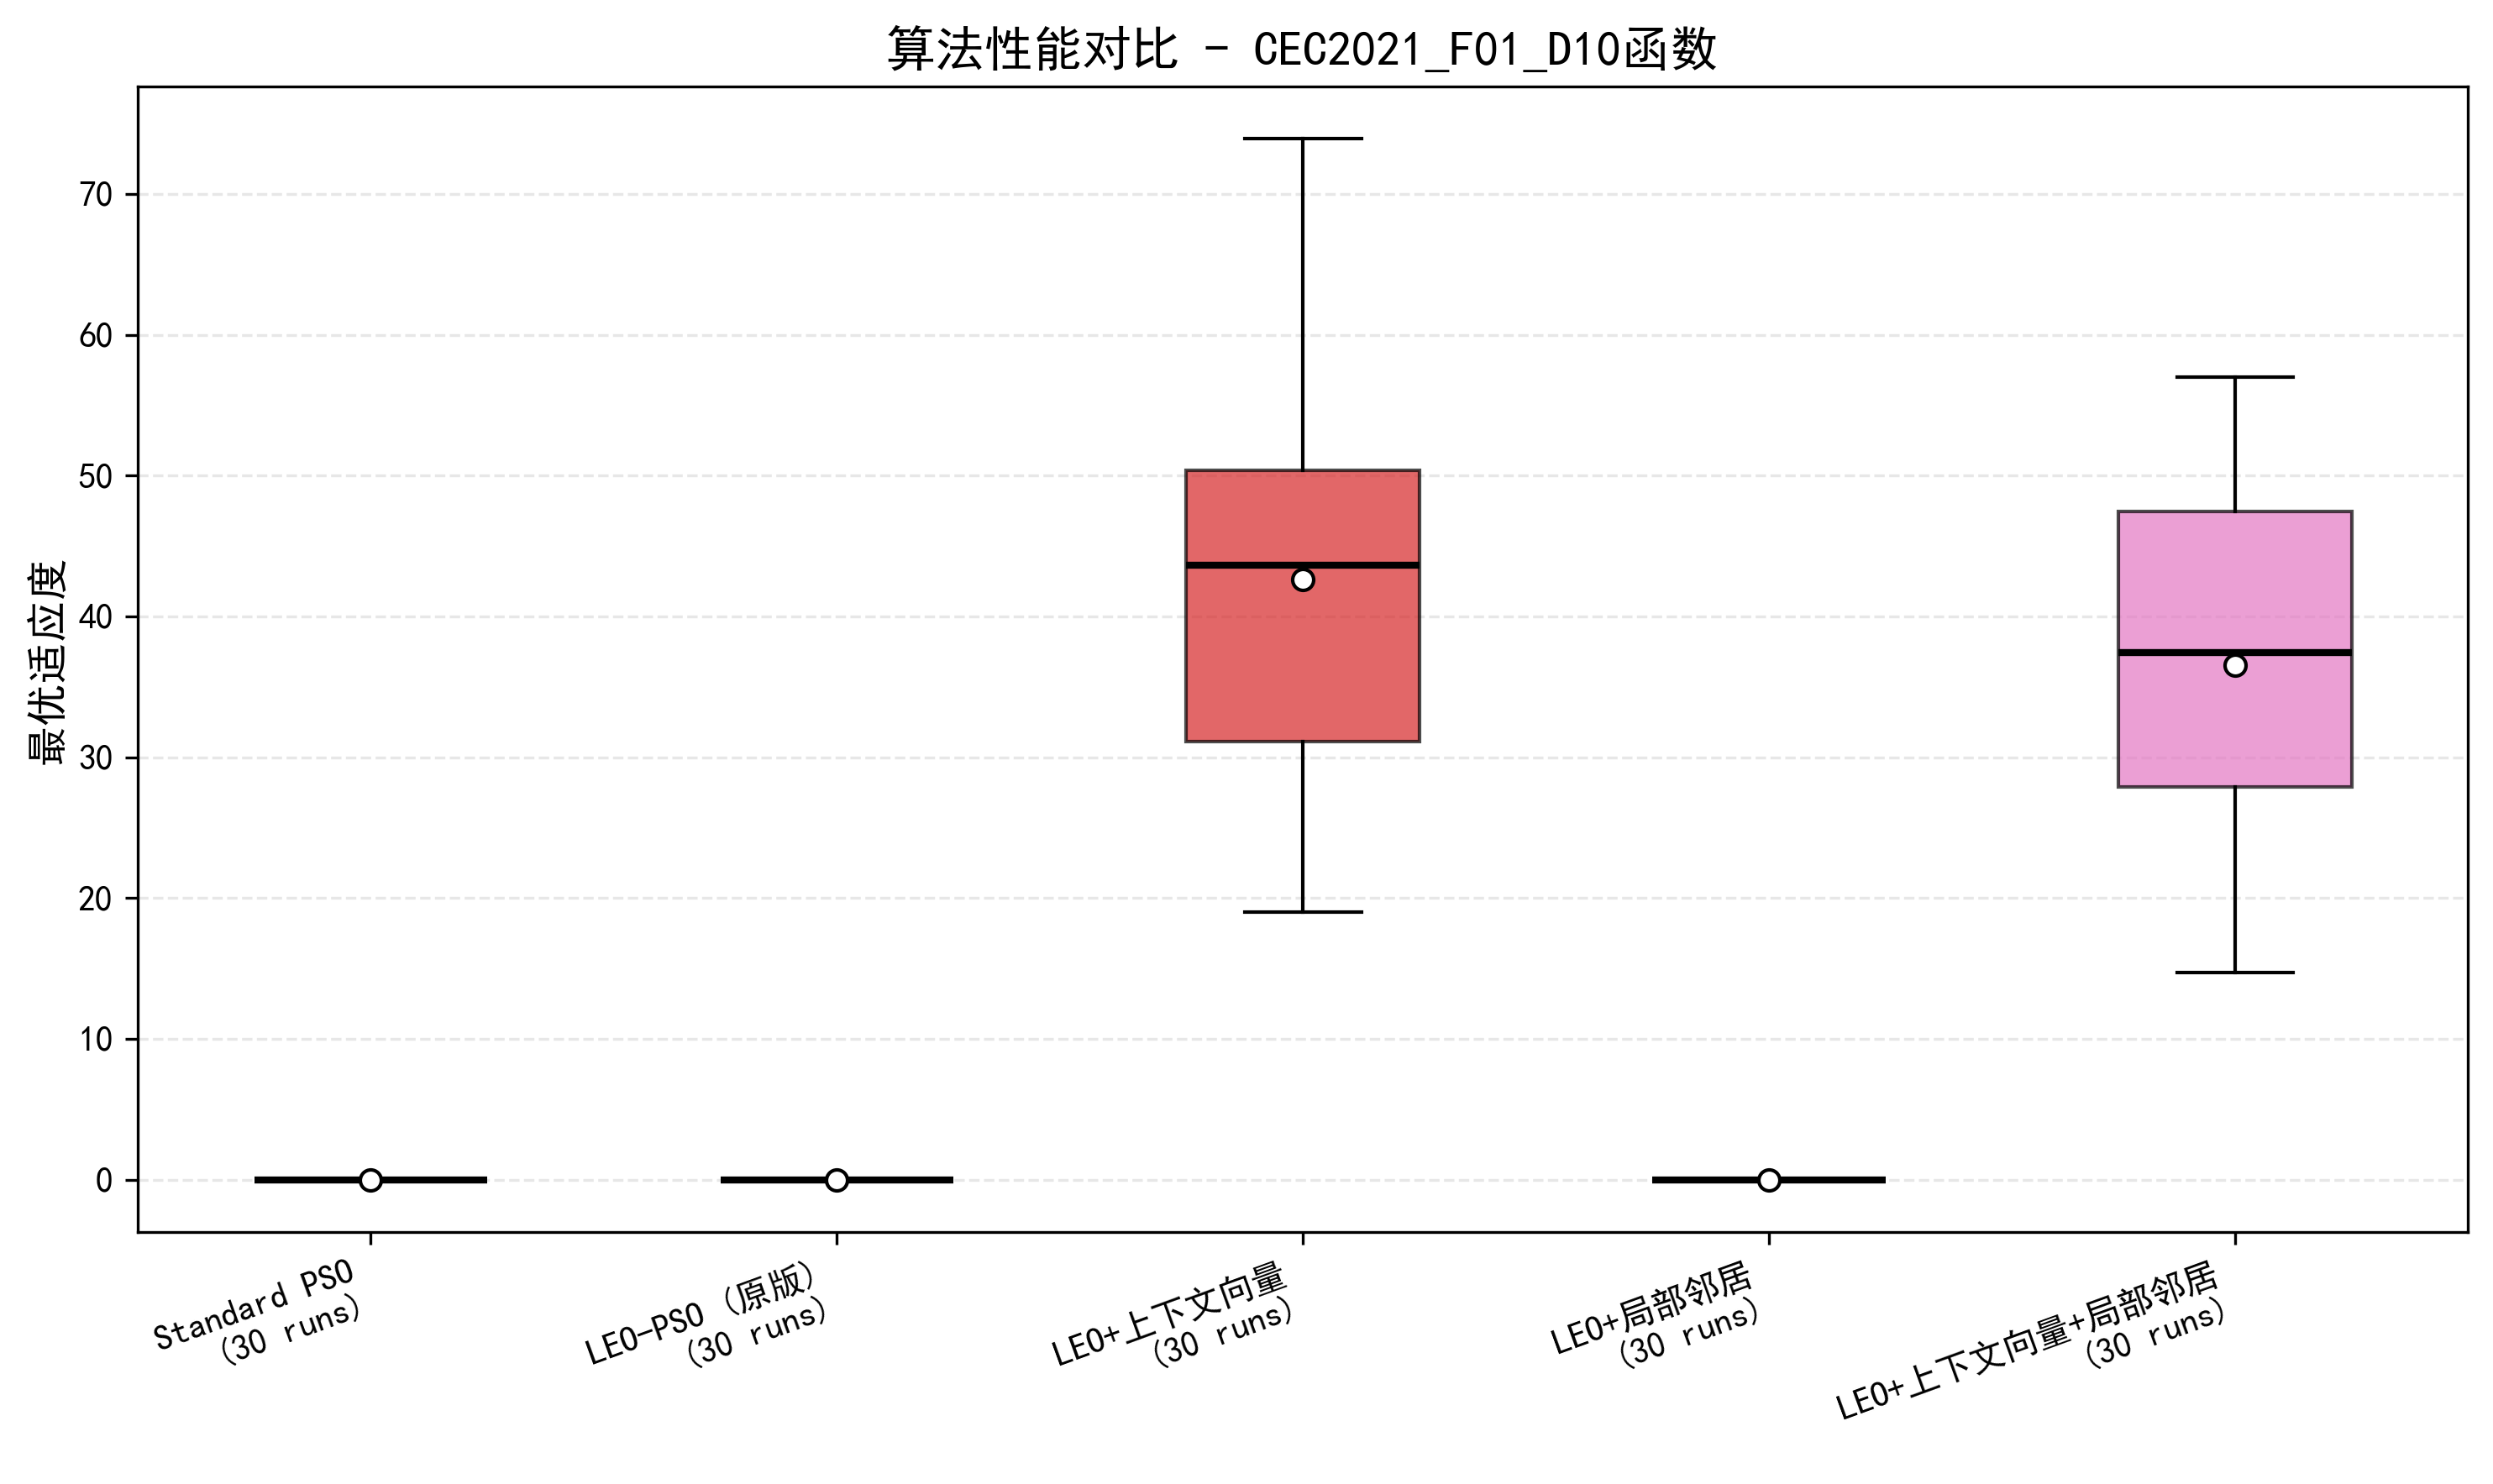 算法性能对比 - CEC2021_F01_D10函数
最优适应度
70
60
50
40
30
20
10
0
Standard PSO
(30 runs)
LEO-PSO (原版)
(30 runs)
LEO+上下文向量
(30 runs)
LEO+局部邻居
(30 runs)
LEO+上下文向量+局部邻居
(30 runs)